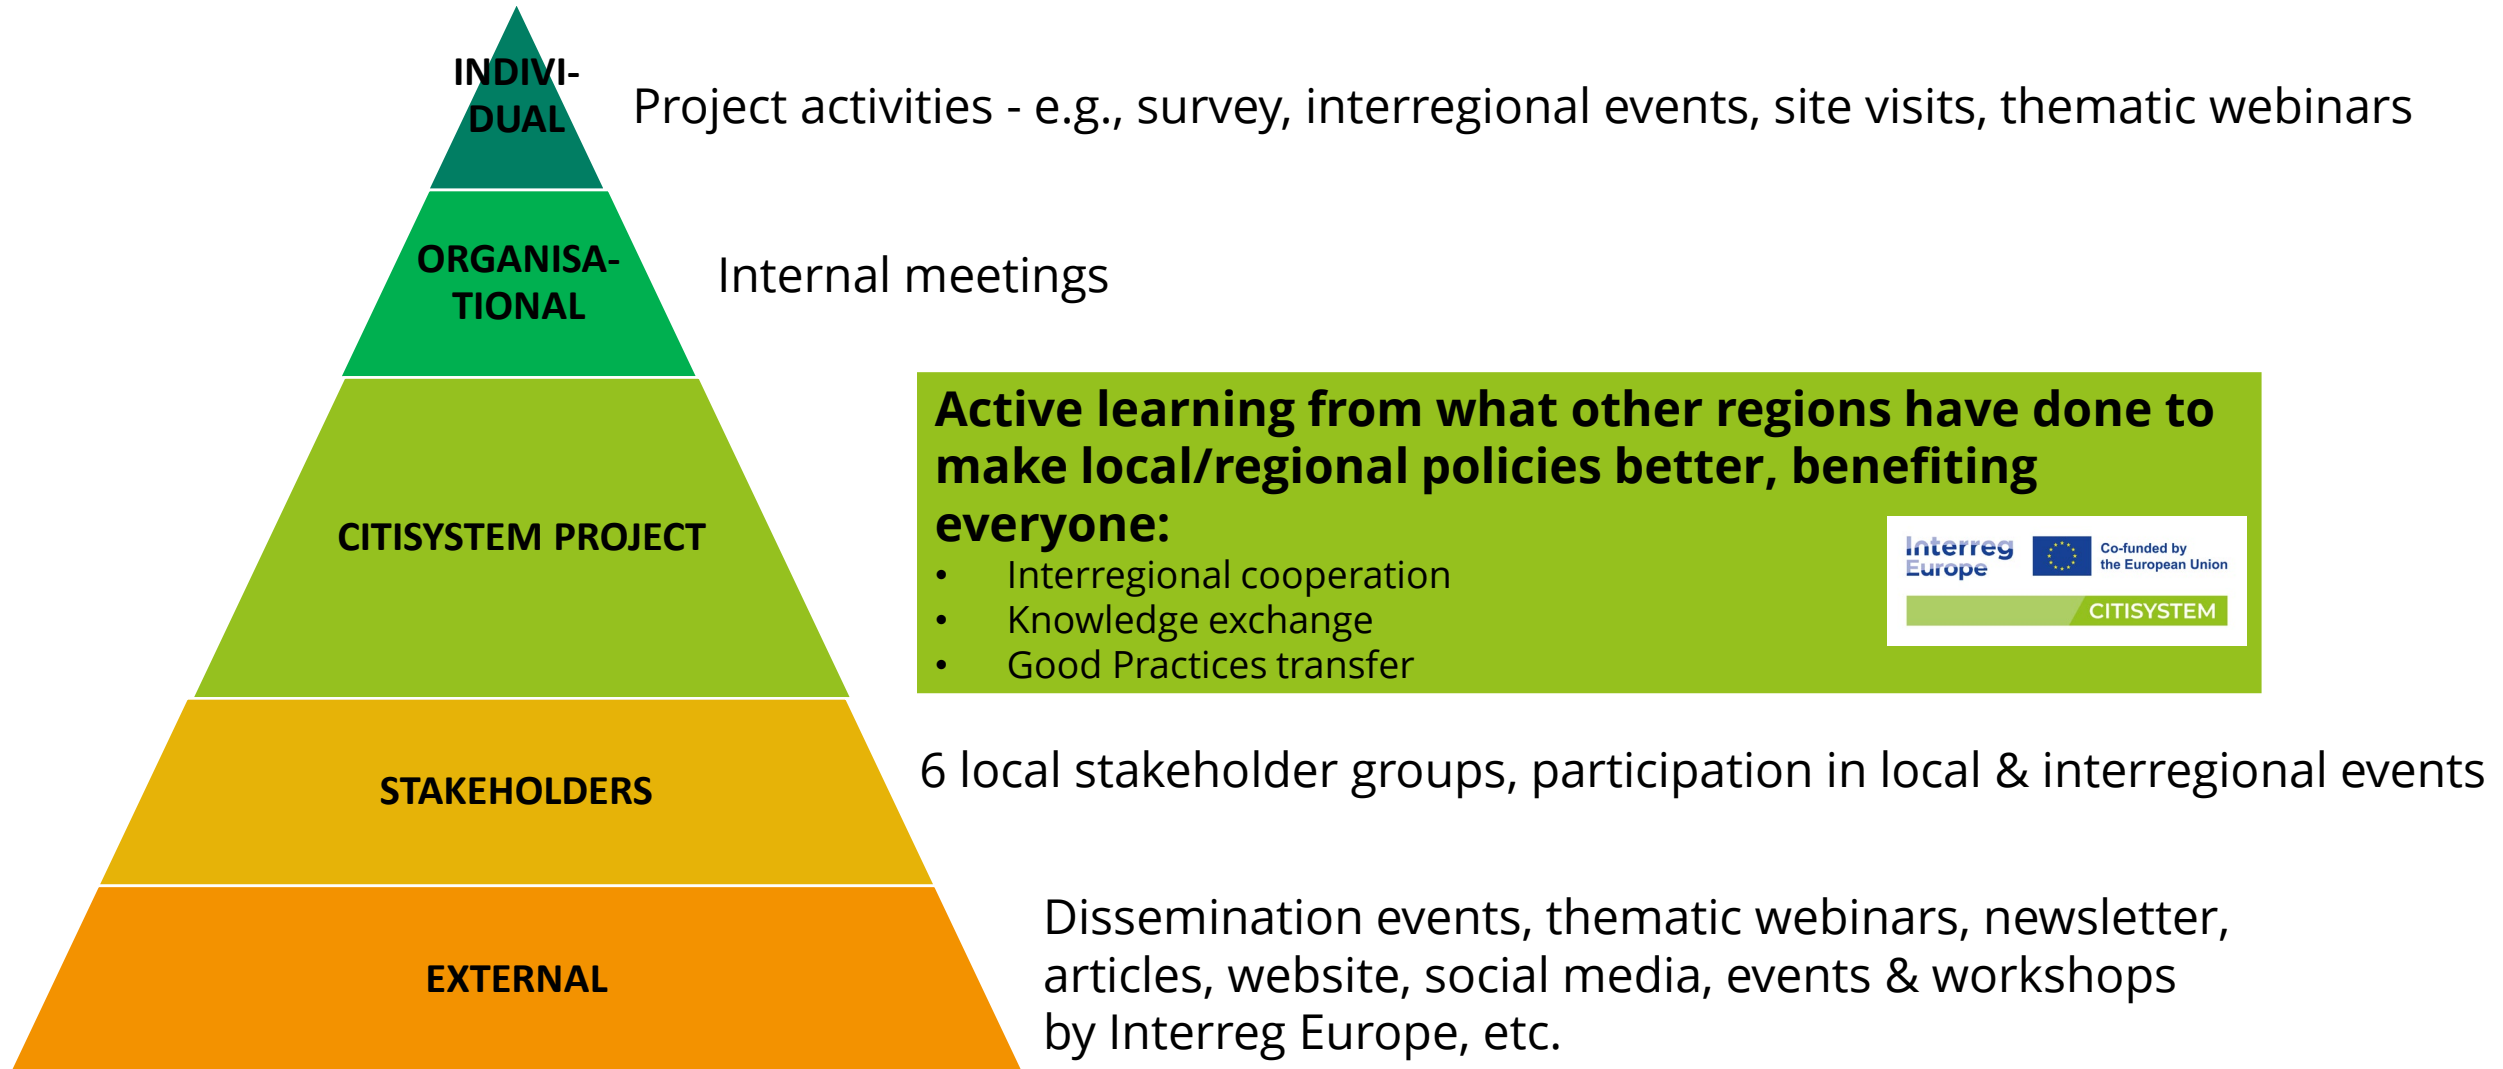 INDIVI-
DUAL
Project activities - e.g., survey, interregional events, site visits, thematic webinars
ORGANISA-
TIONAL
Internal meetings
CITISYSTEM PROJECT
Active learning from what other regions have done to
make local/regional policies better, benefiting
everyone:
• Interregional cooperation
• Knowledge exchange
• Good Practices transfer
Interreg
Europe
Co-funded by
the European Union
CITISYSTEM
STAKEHOLDERS
6 local stakeholder groups, participation in local & interregional events
EXTERNAL
Dissemination events, thematic webinars, newsletter,
articles, website, social media, events & workshops
by Interreg Europe, etc.